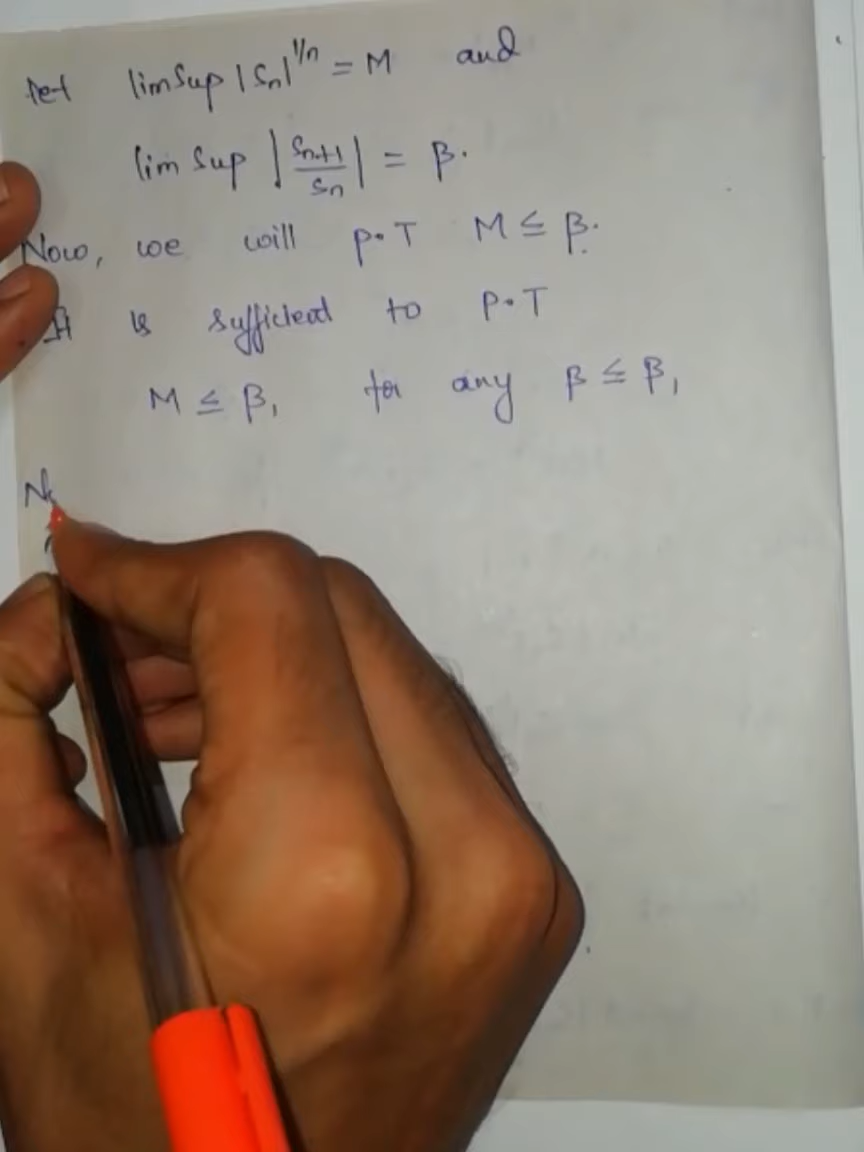 Let lim Sup |Sn|^1/n = M and
lim Sup |Sn+1/Sn| = β.
Now, we will P.T M ≤ β.
It is sufficient to P.T
M ≤ β₁ for any β ≤ β₁